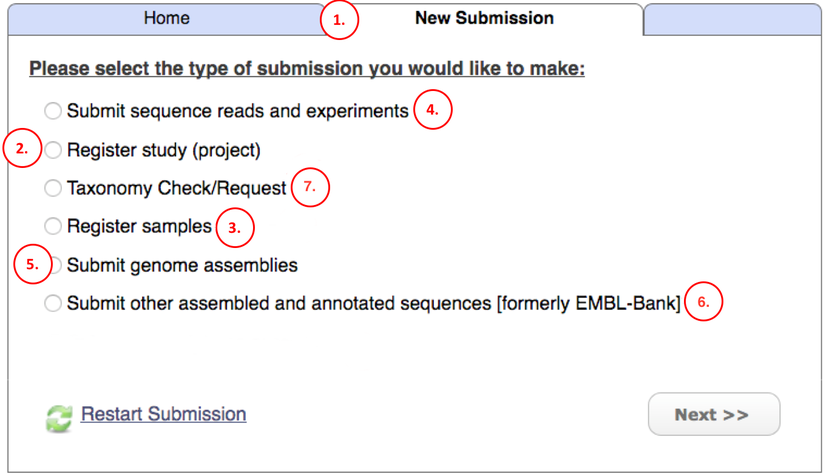 Home 1. New Submission
Please select the type of submission you would like to make:
Submit sequence reads and experiments 4.
2. Register study (project)
Taxonomy Check/Request 7.
Register samples 3.
5. Submit genome assemblies
Submit other assembled and annotated sequences [formerly EMBL-Bank] 6.
Restart Submission Next >>